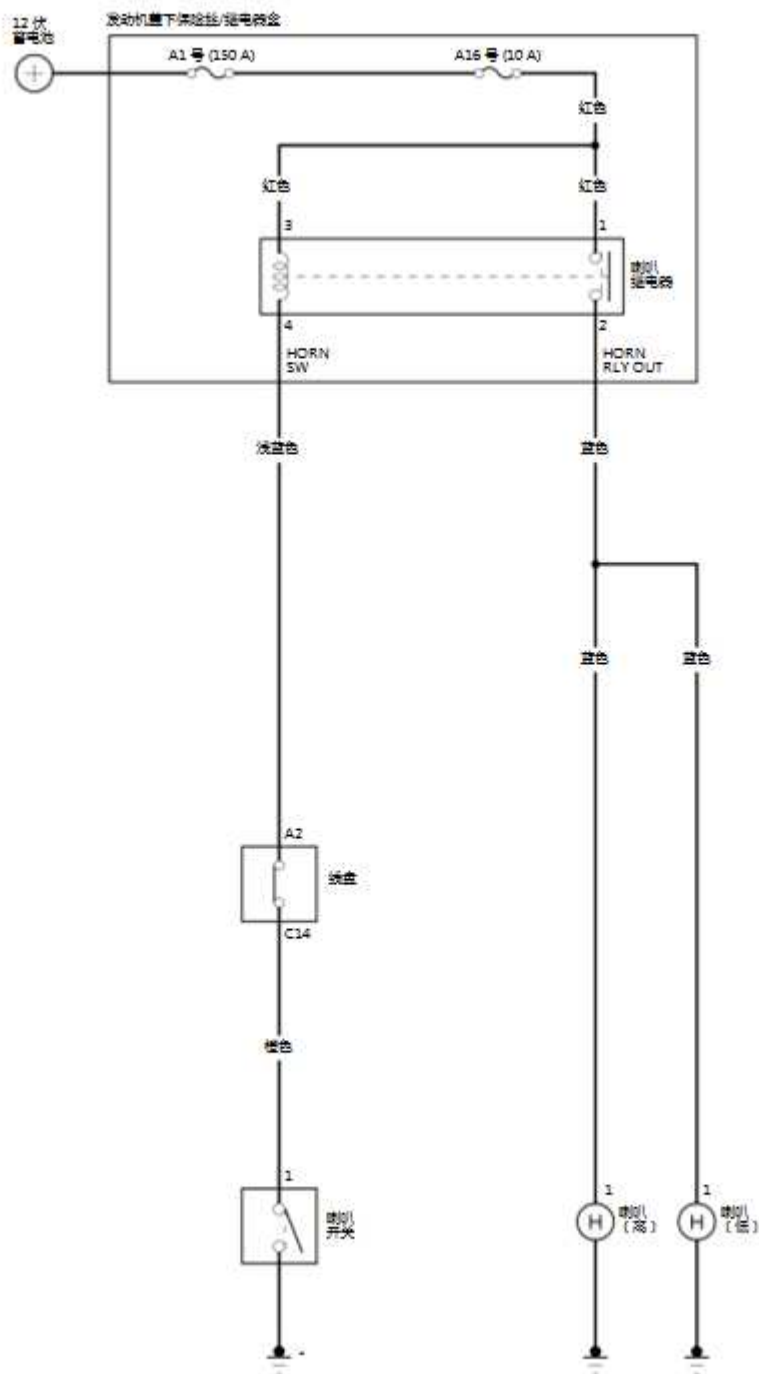 12 伏
蓄电池
发动机盖下保险丝/继电器盒
A1 号 (150 A)
A16 号 (10 A)
红色
红色
红色
3
1
喇叭
继电器
4
2
HORN
SW
HORN
RLY OUT
浅蓝色
蓝色
蓝色
蓝色
A2
线盘
C14
橙色
1
喇叭
开关
1
H
喇叭
（高）
1
H
喇叭
（低）